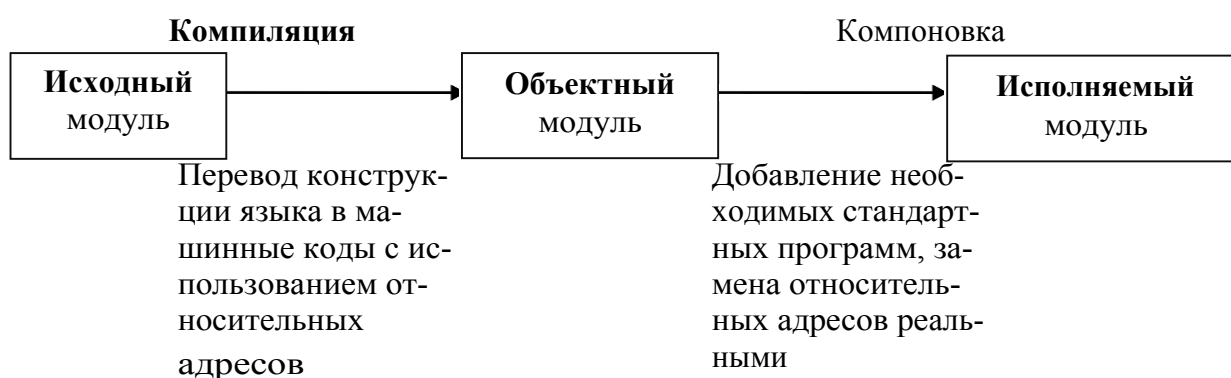 Компиляция
Компоновка
Исходный
модуль
Объектный
модуль
Исполняемый
модуль
Перевод конструк-
ции языка в ма-
шинные коды с ис-
пользованием от-
носительных
адресов
Добавление необ-
ходимых стандарт-
ных программ, за-
мена относитель-
ных адресов реаль-
ными